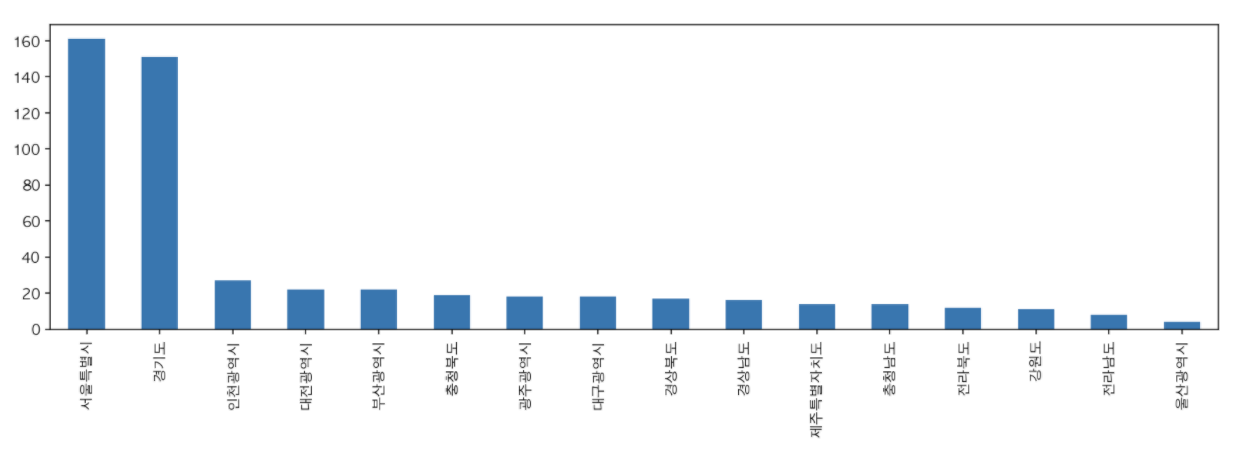 160
140
120
100
80
60
40
20
0
서울특별시
경기도
인천광역시
대전광역시
부산광역시
충청북도
광주광역시
대구광역시
경상북도
경상남도
제주특별자치도
충청남도
전라북도
강원도
전라남도
울산광역시